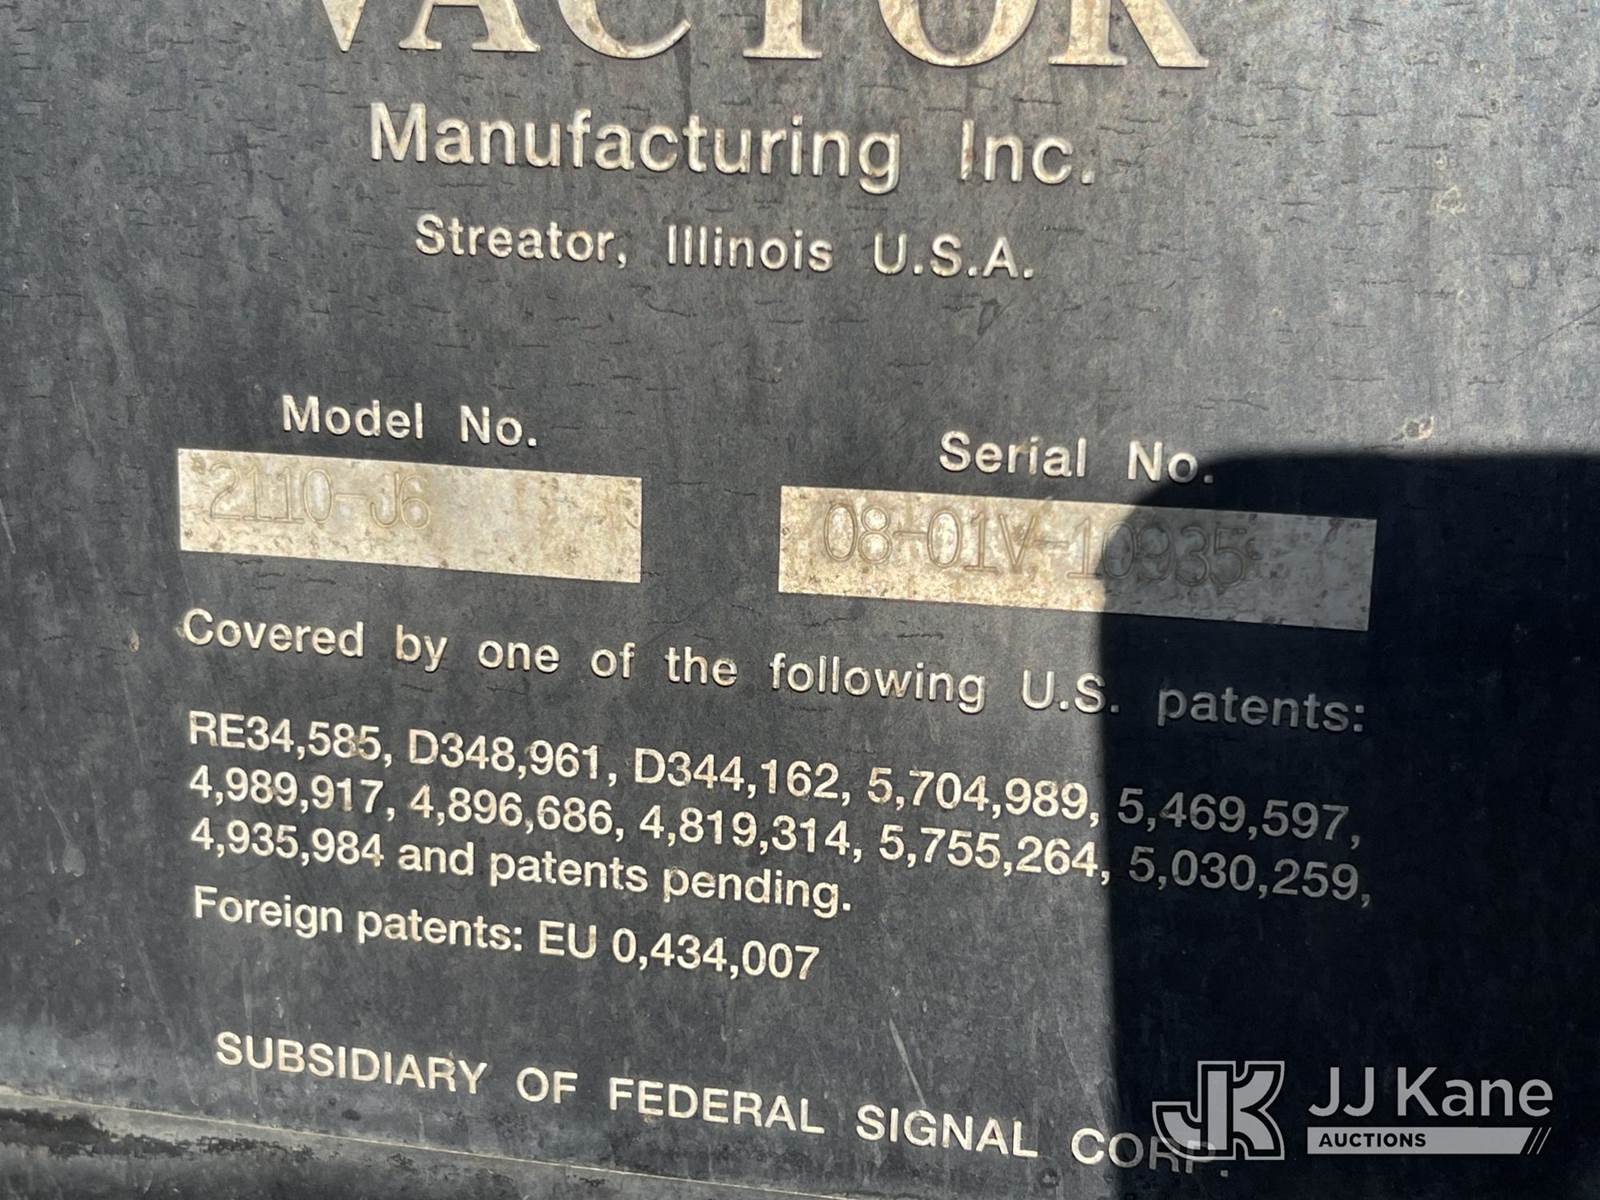 VACTOR
Manufacturing Inc.
Streator, Illinois U.S.A.
Model No.
Serial No.
2110-J6
08-01V-10935
Covered by one of the following U.S. patents:
RE34,585, D348,961, D344,162, 5,704,989, 5,469,597,
4,989,917, 4,896,686, 4,819,314, 5,755,264, 5,030,259,
4,935,984 and patents pending.
Foreign patents: EU 0,434,007
SUBSIDIARY OF FEDERAL SIGNAL CORP.
JK JJ Kane
AUCTIONS